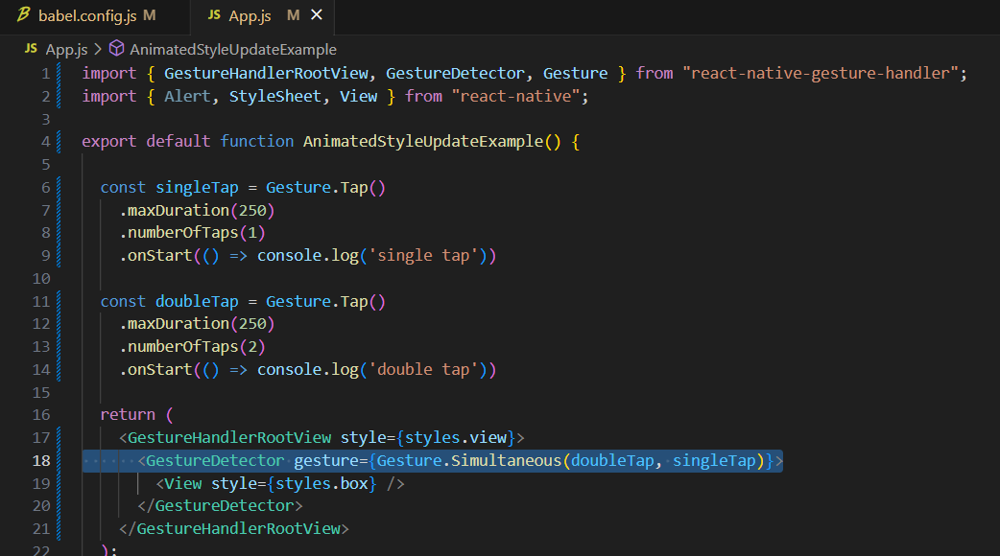 babel.config.js M JS App.js M
JS App.js > AnimatedStyleUpdateExample
1 import { GestureHandlerRootView, GestureDetector, Gesture } from "react-native-gesture-handler";
2 import { Alert, StyleSheet, View } from "react-native";
3
4 export default function AnimatedStyleUpdateExample() {
5
6 const singleTap = Gesture.Tap()
7 .maxDuration(250)
8 .numberOfTaps(1)
9 .onStart(() => console.log('single tap'))
10
11 const doubleTap = Gesture.Tap()
12 .maxDuration(250)
13 .numberOfTaps(2)
14 .onStart(() => console.log('double tap'))
15
16 return (
17 <GestureHandlerRootView style={styles.view}>
18 <GestureDetector gesture={Gesture.Simultaneous(doubleTap, singleTap)}>
19 <View style={styles.box} />
20 </GestureDetector>
21 </GestureHandlerRootView>
22 );